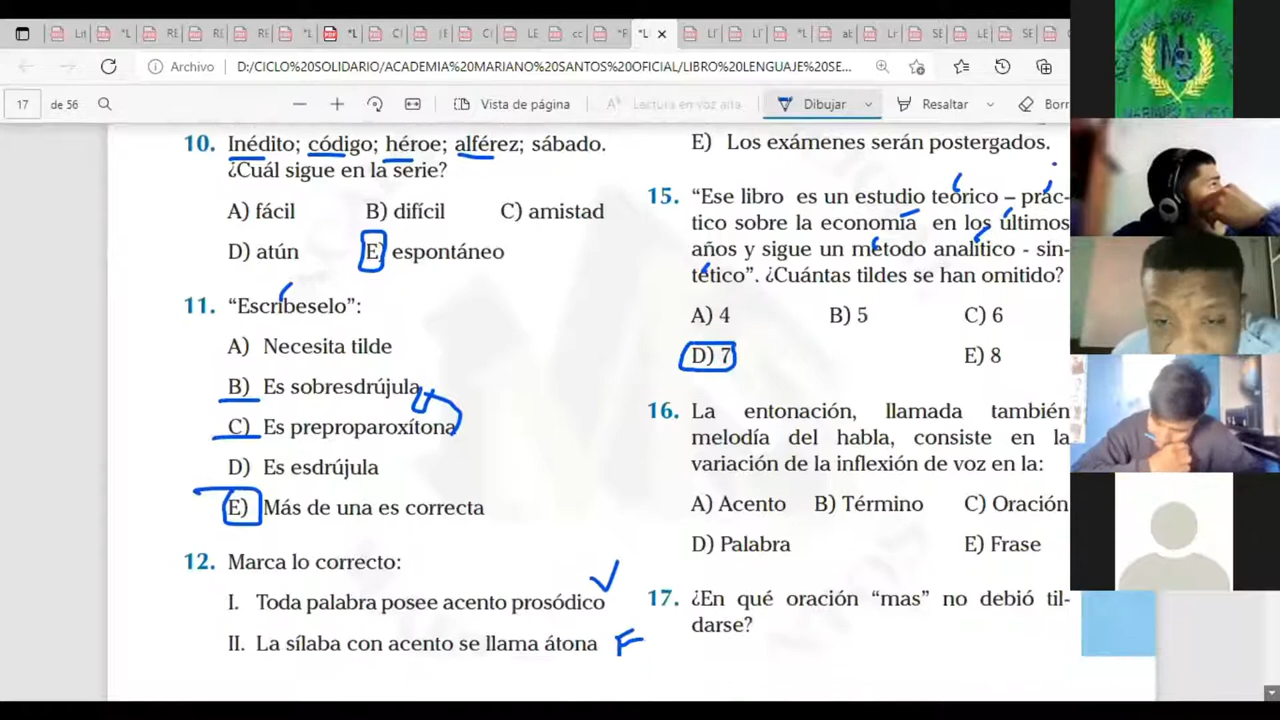 Archivo
D:/CICLO%20SOLIDARIO/ACADEMIA%20MARIANO%20SANTOS%20OFICIAL/LIBRO%20LENGUAJE%20SE...
17 de 56
Vista de página
Lectura en voz alta
Dibujar
Resaltar
Borr
10. Inédito; código; héroe; alférez; sábado.
¿Cuál sigue en la serie?
A) fácil B) difícil C) amistad
D) atún E) espontáneo
11. “Escribeselo”:
A) Necesita tilde
B) Es sobresdrújula
C) Es preproparoxítona
D) Es esdrújula
E) Más de una es correcta
12. Marca lo correcto:
I. Toda palabra posee acento prosódico
II. La sílaba con acento se llama átona F
E) Los exámenes serán postergados.
15. “Ese libro es un estudio teorico – prac-
tico sobre la economia en los ultimos
años y sigue un metodo analitico - sin-
tetico”. ¿Cuántas tildes se han omitido?
A) 4 B) 5 C) 6
D) 7 E) 8
16. La entonación, llamada también
melodía del habla, consiste en la
variación de la inflexión de voz en la:
A) Acento B) Término C) Oración
D) Palabra E) Frase
17. ¿En qué oración “mas” no debió til-
darse?